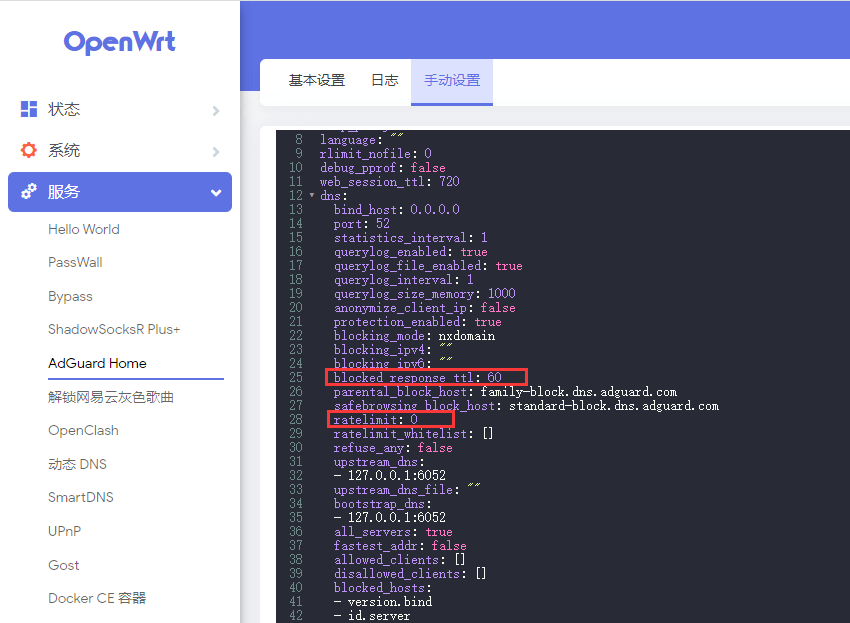 OpenWrt
状态
系统
服务
Hello World
PassWall
Bypass
ShadowSocksR Plus+
AdGuard Home
解锁网易云灰色歌曲
OpenClash
动态 DNS
SmartDNS
UPnP
Gost
Docker CE 容器
基本设置 日志 手动设置
8 language: ""
9 rlimit_nofile: 0
10 debug_pprof: false
11 web_session_ttl: 720
12 dns:
13 bind_host: 0.0.0.0
14 port: 52
15 statistics_interval: 1
16 querylog_enabled: true
17 querylog_file_enabled: true
18 querylog_interval: 1
19 querylog_size_memory: 1000
20 anonymize_client_ip: false
21 protection_enabled: true
22 blocking_mode: nxdomain
23 blocking_ipv4: ""
24 blocking_ipv6: ""
25 blocked_response_ttl: 60
26 parental_block_host: family-block.dns.adguard.com
27 safebrowsing_block_host: standard-block.dns.adguard.com
28 ratelimit: 0
29 ratelimit_whitelist: []
30 refuse_any: false
31 upstream_dns:
32 - 127.0.0.1:6052
33 upstream_dns_file: ""
34 bootstrap_dns:
35 - 127.0.0.1:6052
36 all_servers: true
37 fastest_addr: false
38 allowed_clients: []
39 disallowed_clients: []
40 blocked_hosts:
41 - version.bind
42 - id.server